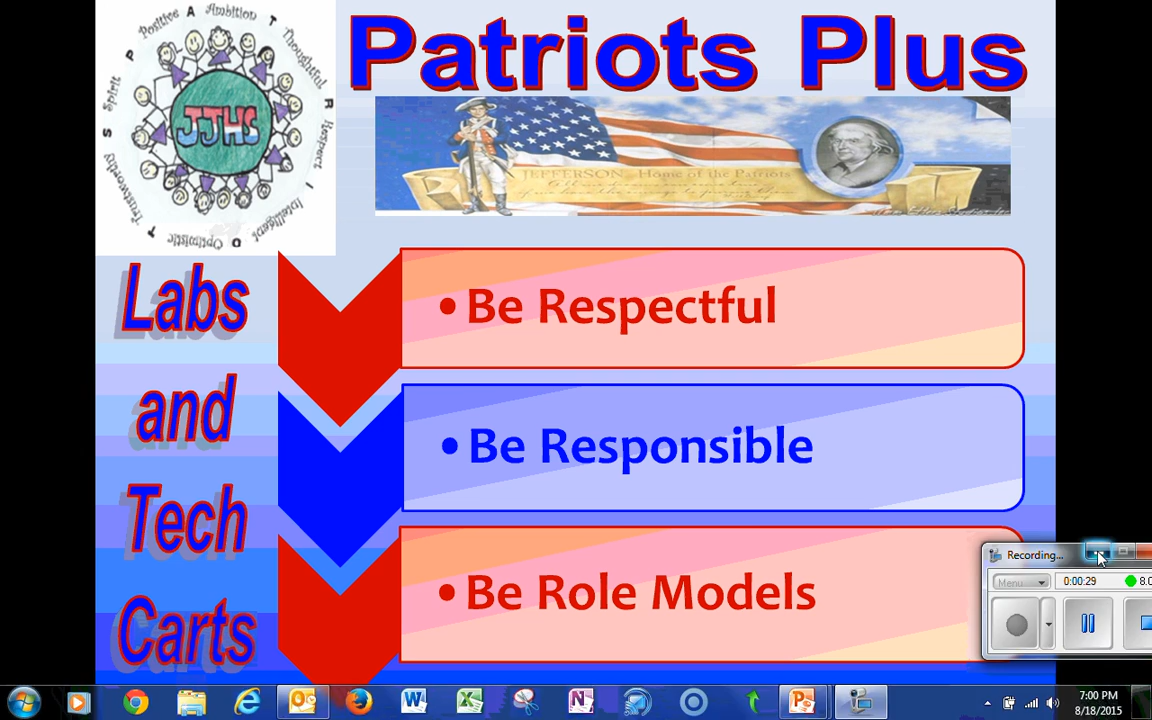 Patriots Plus
Positive
Ambition
Thoughtful
Respect
Intelligent
Optimistic
Trustworthy
Spirit
P A T R I O T S
JJHS
JEFFERSON Home of the Patriots
Labs
and
Tech
Carts
•Be Respectful
•Be Responsible
•Be Role Models
Recording...
Menu
0:00:29
8.0
7:00 PM
8/18/2015